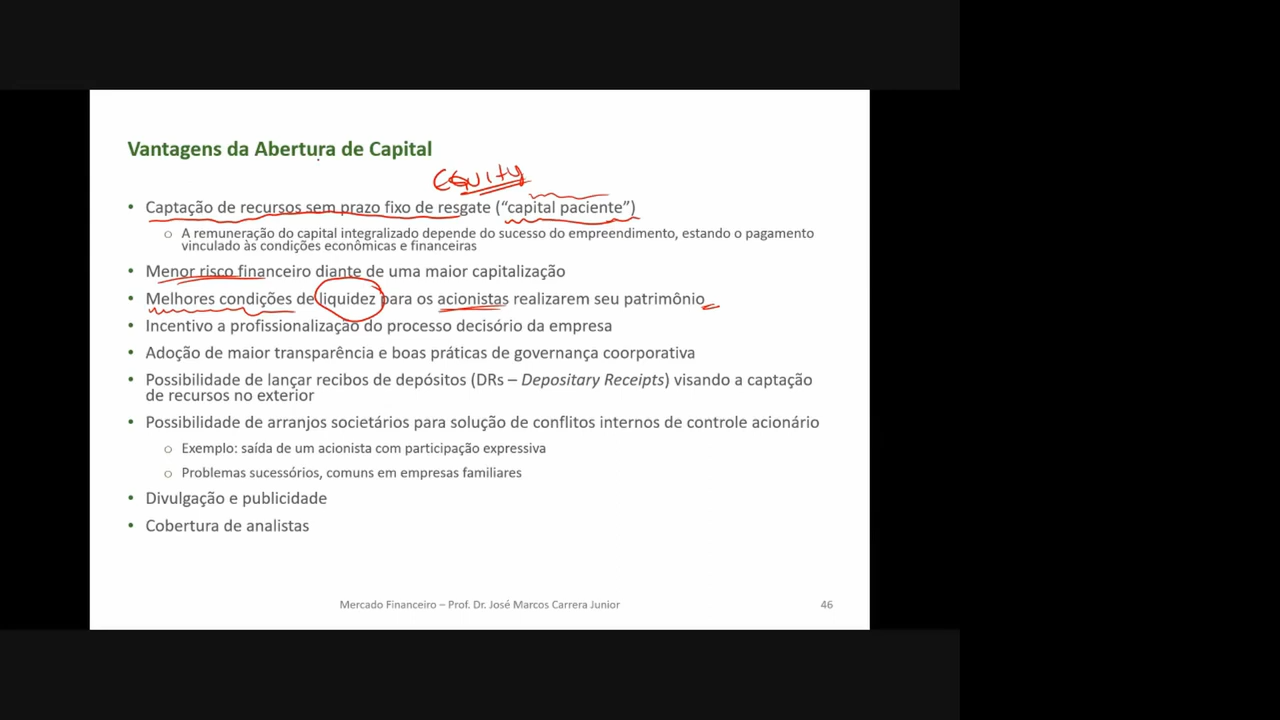 Vantagens da Abertura de Capital
EQUITY
• Captação de recursos sem prazo fixo de resgate (“capital paciente”)
o A remuneração do capital integralizado depende do sucesso do empreendimento, estando o pagamento
vinculado às condições econômicas e financeiras
• Menor risco financeiro diante de uma maior capitalização
• Melhores condições de liquidez para os acionistas realizarem seu patrimônio
• Incentivo a profissionalização do processo decisório da empresa
• Adoção de maior transparência e boas práticas de governança coorporativa
• Possibilidade de lançar recibos de depósitos (DRs – Depositary Receipts) visando a captação
de recursos no exterior
• Possibilidade de arranjos societários para solução de conflitos internos de controle acionário
o Exemplo: saída de um acionista com participação expressiva
o Problemas sucessórios, comuns em empresas familiares
• Divulgação e publicidade
• Cobertura de analistas
Mercado Financeiro – Prof. Dr. José Marcos Carrera Junior 46